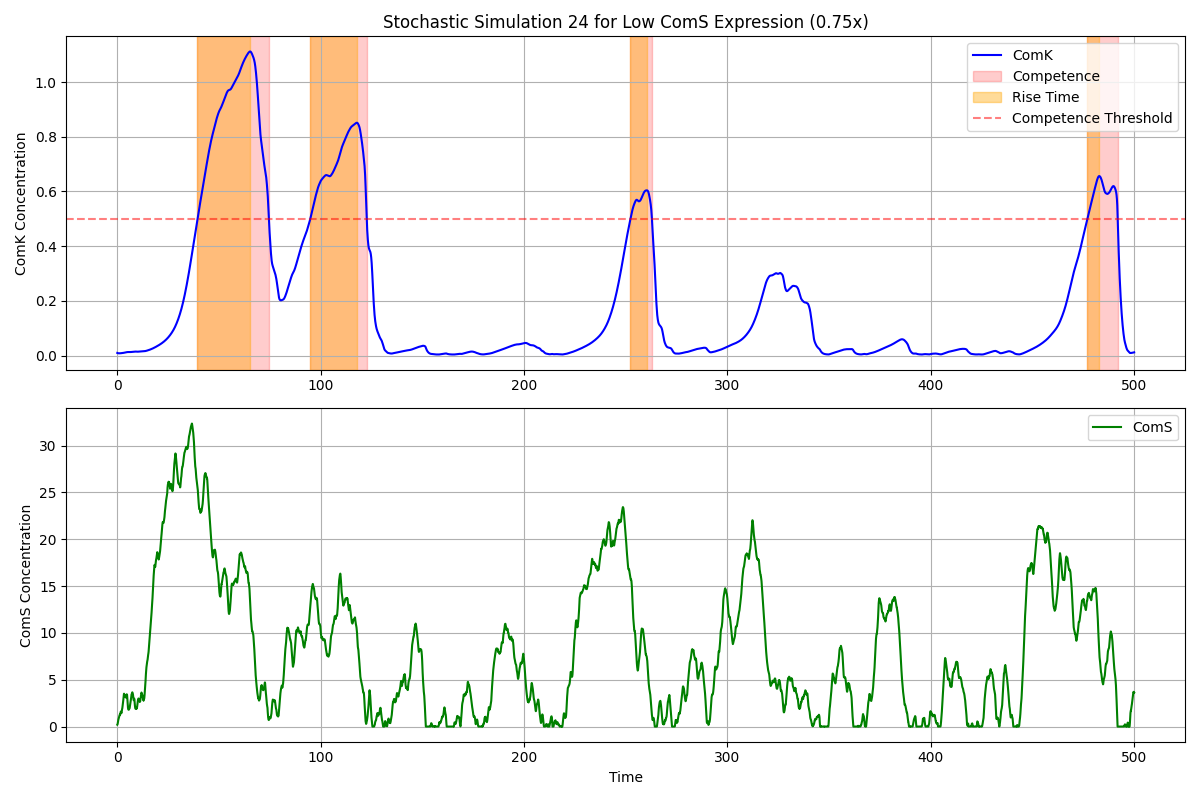 Stochastic Simulation 24 for Low ComS Expression (0.75x)
ComK Concentration
1.0
0.8
0.6
0.4
0.2
0.0
ComK
Competence
Rise Time
Competence Threshold
0 100 200 300 400 500
ComS Concentration
30
25
20
15
10
5
0
ComS
0 100 200 300 400 500
Time